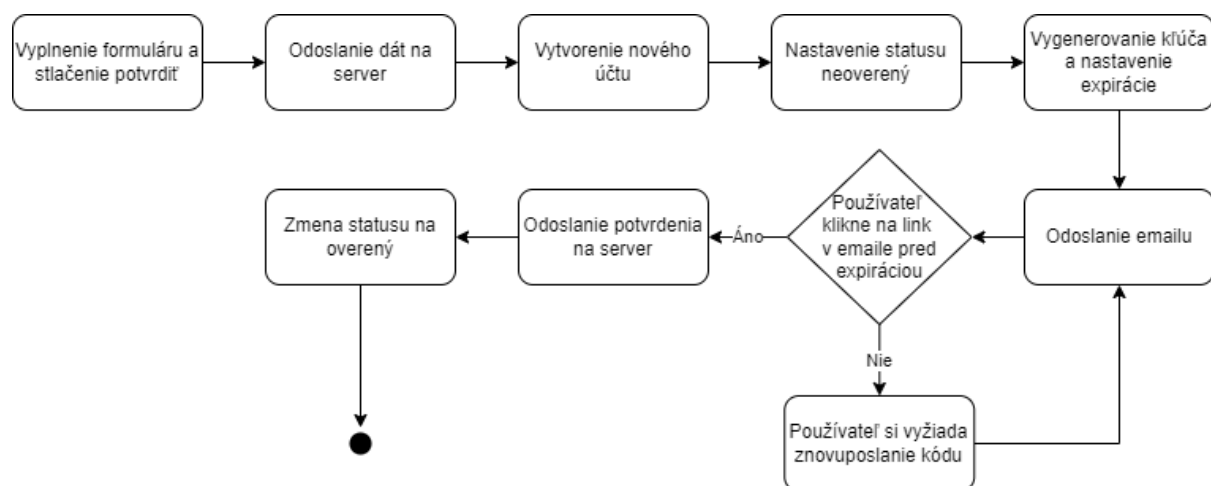 Vyplnenie formuláru a
stlačenie potvrdiť
Odoslanie dát na
server
Vytvorenie nového
účtu
Nastavenie statusu
neoverený
Vygenerovanie kľúča
a nastavenie
expirácie
Odoslanie emailu
Používateľ
klikne na link
v emaile pred
expiráciou
Áno
Odoslanie potvrdenia
na server
Zmena statusu na
overený
Nie
Používateľ si vyžiada
znovuposlanie kódu